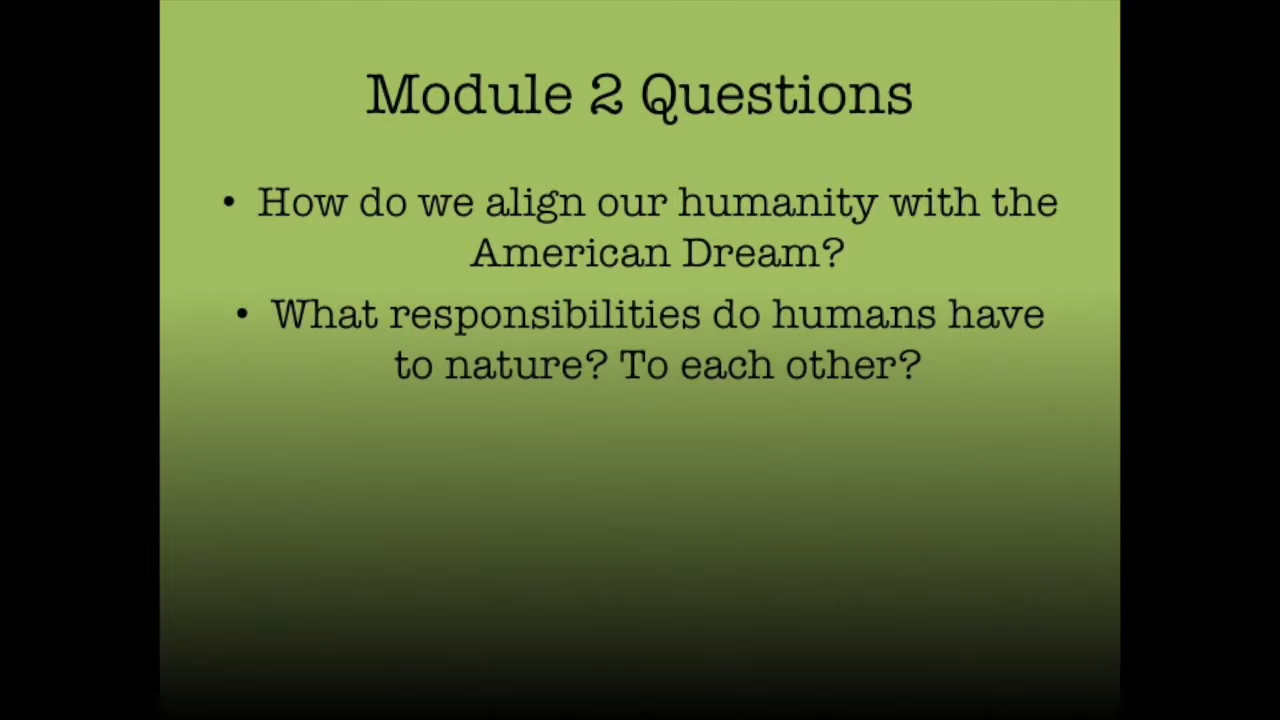 Module 2 Questions
• How do we align our humanity with the
American Dream?
• What responsibilities do humans have
to nature? To each other?